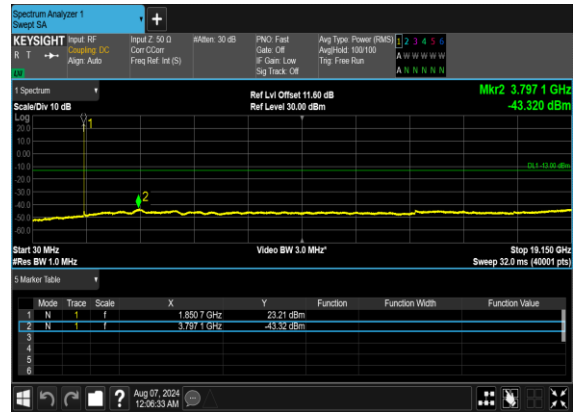 Spectrum Analyzer 1
Swept SA
+
KEYSIGHT Input: RF Input Z: 50 Ω #Atten: 30 dB PNO: Fast Avg Type: Power (RMS) 1 2 3 4 5 6
R T Coupling: DC Corr CCorr Gate: Off Avg|Hold: 100/100 A W W W W W
Align: Auto Freq Ref: Int (S) IF Gain: Low Trig: Free Run
LW Sig Track: Off A N N N N N
1 Spectrum Ref Lvl Offset 11.60 dB Mkr2 3.797 1 GHz
Scale/Div 10 dB Ref Level 30.00 dBm -43.320 dBm
Log
1
20.0
10.0
0.00
-10.0
DL1 -13.00 dBm
-20.0
-30.0
2
-40.0
-50.0
-60.0
Start 30 MHz Video BW 3.0 MHz* Stop 19.150 GHz
#Res BW 1.0 MHz Sweep 32.0 ms (40001 pts)
5 Marker Table
Mode Trace Scale X Y Function Function Width Function Value
1 N 1 f 1.850 7 GHz 23.21 dBm
2 N 1 f 3.797 1 GHz -43.32 dBm
3
4
5
6
? Aug 07, 2024
12:06:33 AM